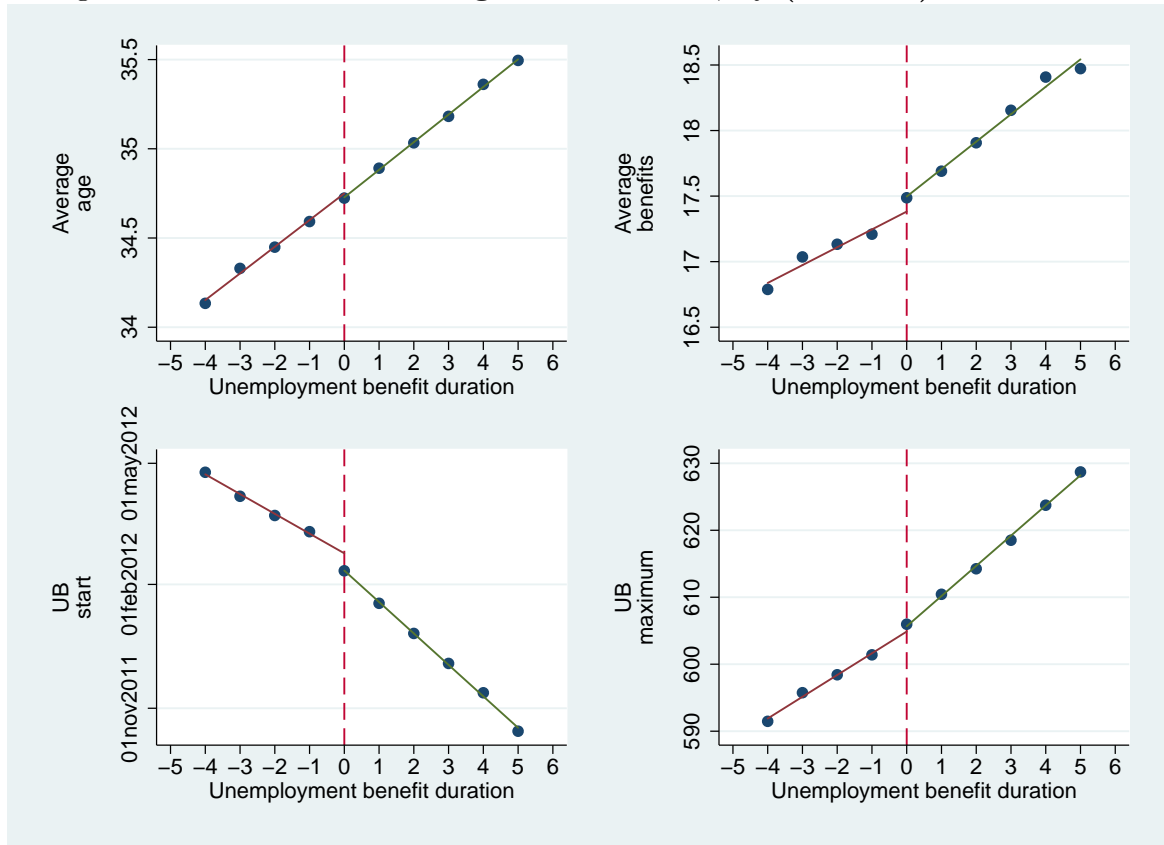 35.5
35
34.5
34
Average
age
−5 −4 −3 −2 −1 0 1 2 3 4 5 6
Unemployment benefit duration
18.5
18
17.5
17
16.5
Average
benefits
−5 −4 −3 −2 −1 0 1 2 3 4 5 6
Unemployment benefit duration
01may2012
01feb2012
01nov2011
UB
start
−5 −4 −3 −2 −1 0 1 2 3 4 5 6
Unemployment benefit duration
630
620
610
600
590
UB
maximum
−5 −4 −3 −2 −1 0 1 2 3 4 5 6
Unemployment benefit duration